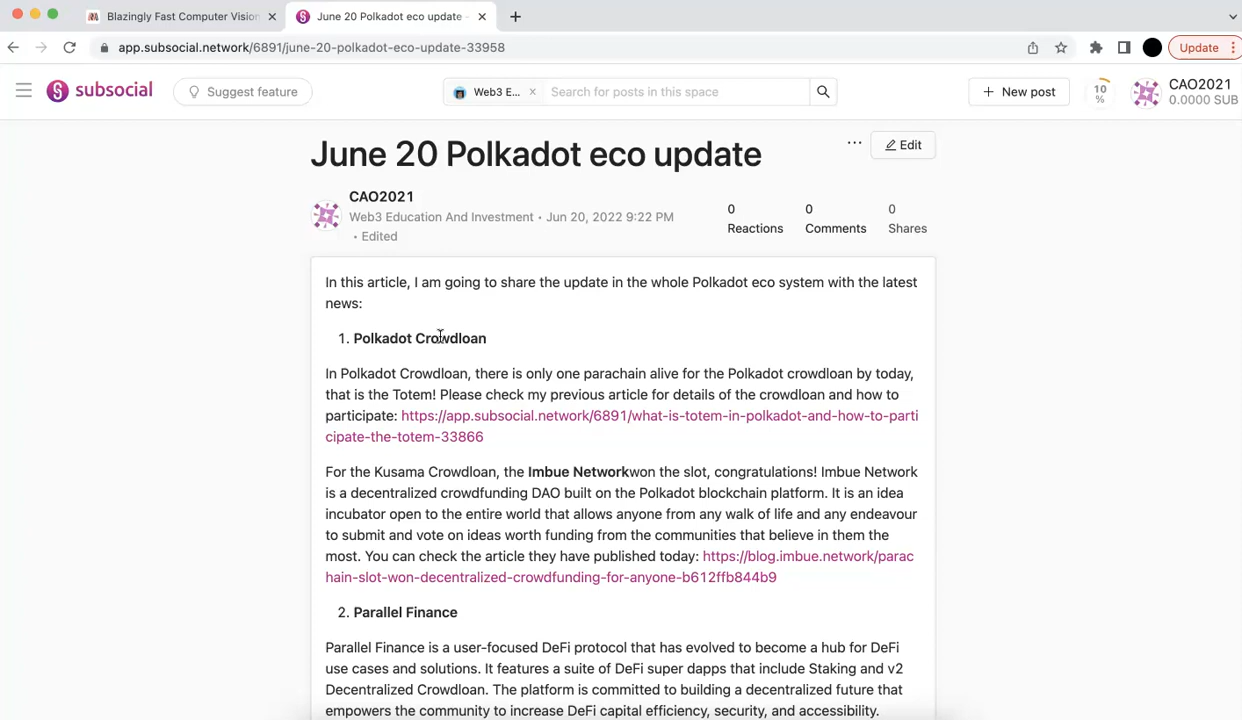 Blazingly Fast Computer Vision
June 20 Polkadot eco update -
app.subsocial.network/6891/june-20-polkadot-eco-update-33958
Update
subsocial
Suggest feature
Web3 E...
Search for posts in this space
New post
10
%
CAO2021
0.0000 SUB
June 20 Polkadot eco update
Edit
CAO2021
Web3 Education And Investment • Jun 20, 2022 9:22 PM
• Edited
0
Reactions
0
Comments
0
Shares
In this article, I am going to share the update in the whole Polkadot eco system with the latest
news:
1. Polkadot Crowdloan
In Polkadot Crowdloan, there is only one parachain alive for the Polkadot crowdloan by today,
that is the Totem! Please check my previous article for details of the crowdloan and how to
participate: https://app.subsocial.network/6891/what-is-totem-in-polkadot-and-how-to-parti
cipate-the-totem-33866
For the Kusama Crowdloan, the Imbue Networkwon the slot, congratulations! Imbue Network
is a decentralized crowdfunding DAO built on the Polkadot blockchain platform. It is an idea
incubator open to the entire world that allows anyone from any walk of life and any endeavour
to submit and vote on ideas worth funding from the communities that believe in them the
most. You can check the article they have published today: https://blog.imbue.network/parac
hain-slot-won-decentralized-crowdfunding-for-anyone-b612ffb844b9
2. Parallel Finance
Parallel Finance is a user-focused DeFi protocol that has evolved to become a hub for DeFi
use cases and solutions. It features a suite of DeFi super dapps that include Staking and v2
Decentralized Crowdloan. The platform is committed to building a decentralized future that
empowers the community to increase DeFi capital efficiency, security, and accessibility.